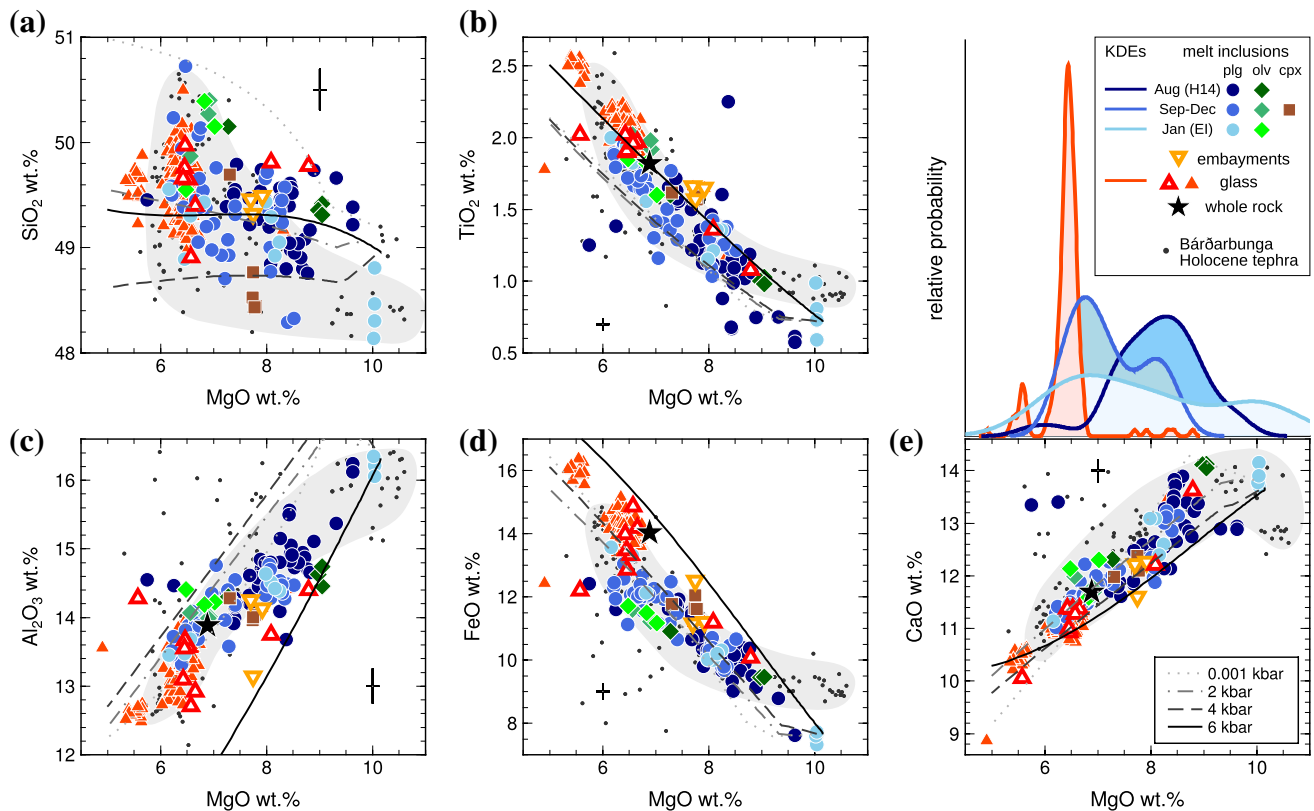 (a)
51
50
49
48
SiO2 wt.%
6
8
10
MgO wt.%
(b)
2.5
2.0
1.5
1.0
0.5
TiO2 wt.%
6
8
10
MgO wt.%
relative probability
KDEs melt inclusions
plg olv cpx
Aug (H14)
Sep-Dec
Jan (EI)
embayments
glass
whole rock
Bárðarbunga
Holocene tephra
(c)
16
15
14
13
12
Al2O3 wt.%
6
8
10
MgO wt.%
(d)
16
14
12
10
8
FeO wt.%
6
8
10
MgO wt.%
(e)
14
13
12
11
10
9
CaO wt.%
0.001 kbar
2 kbar
4 kbar
6 kbar
6
8
10
MgO wt.%